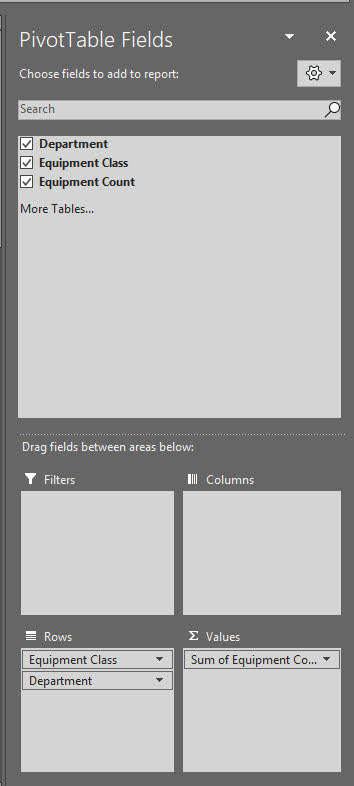 PivotTable Fields
Choose fields to add to report:
Search
Department
Equipment Class
Equipment Count
More Tables...
Drag fields between areas below:
Filters
Columns
Rows
Values
Equipment Class
Sum of Equipment Co...
Department